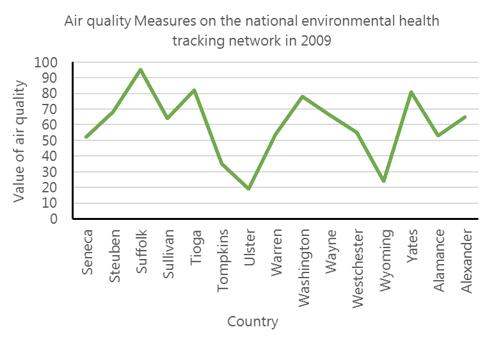 Air quality Measures on the national environmental health
tracking network in 2009
Value of air quality
100
90
80
70
60
50
40
30
20
10
0
Seneca
Steuben
Suffolk
Sullivan
Tioga
Tompkins
Ulster
Warren
Washington
Wayne
Westchester
Wyoming
Yates
Alamance
Alexander
Country